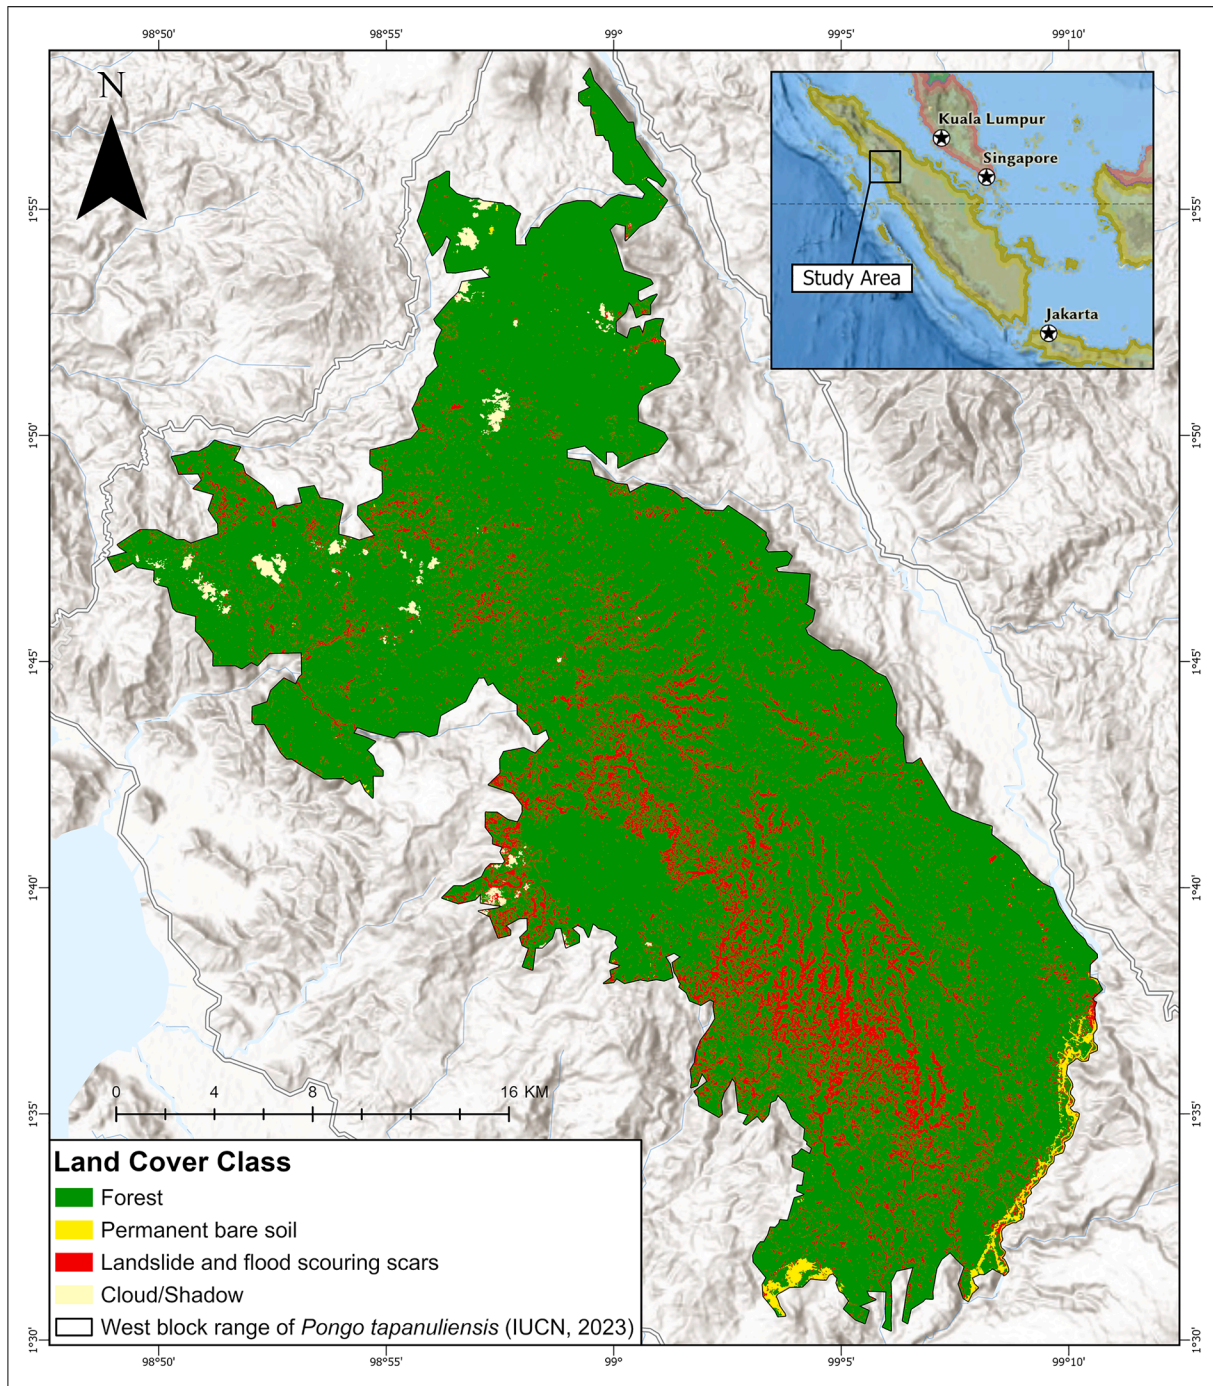 98°50'
98°55'
99°
99°5'
99°10'
N
Kuala Lumpur
Singapore
Study Area
Jakarta
1°55'
1°55'
1°50'
1°50'
1°45'
1°45'
1°40'
1°40'
1°35'
1°35'
1°30'
1°30'
0
4
8
16 KM
Land Cover Class
Forest
Permanent bare soil
Landslide and flood scouring scars
Cloud/Shadow
West block range of Pongo tapanuliensis (IUCN, 2023)
98°50'
98°55'
99°
99°5'
99°10'